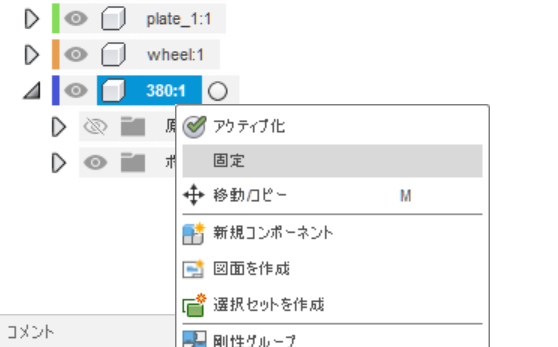 plate_1:1
wheel:1
380:1
原
アクティブ化
固定
ボ
移動/コピー M
新規コンポーネント
図面を作成
選択セットを作成
コメント
剛性グループ